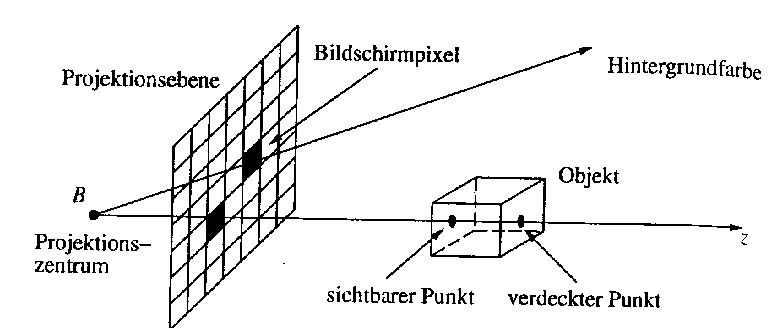 Bildschirmpixel
Projektionsebene
Hintergrundfarbe
B
Objekt
Projektions-
zentrum
z
sichtbarer Punkt
verdeckter Punkt